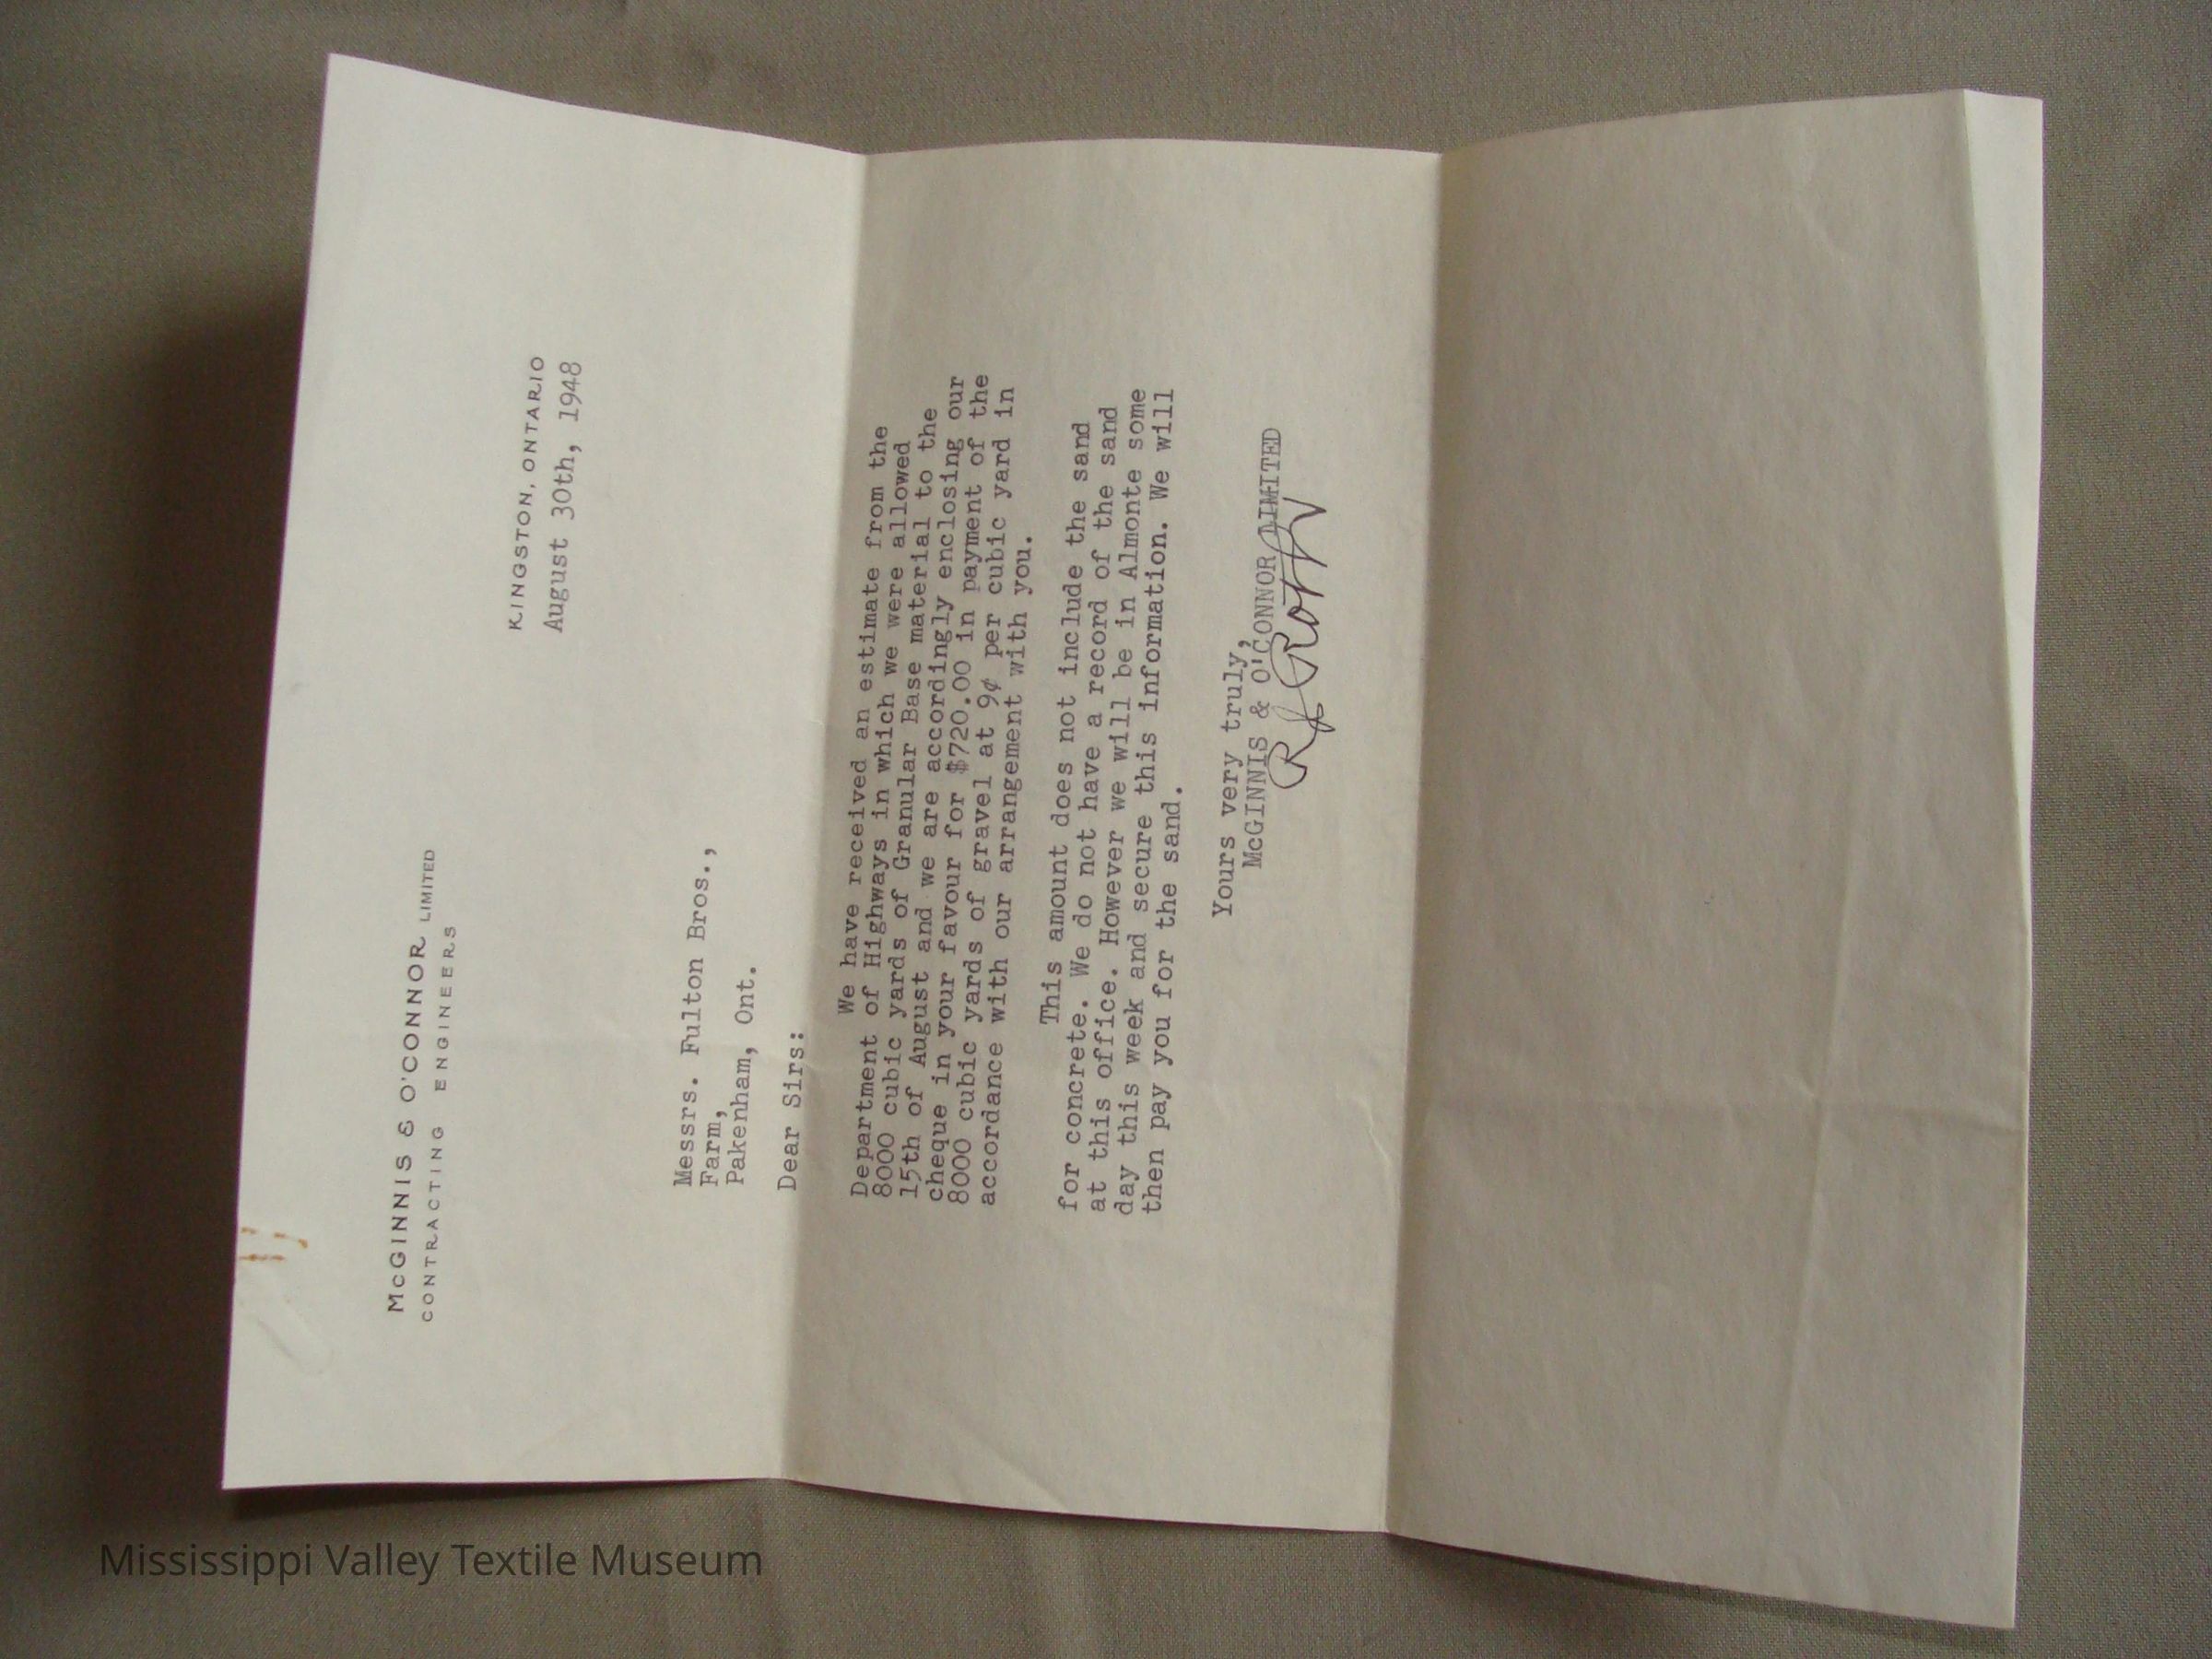 McGINNIS & O'CONNOR LIMITED
CONTRACTING ENGINEERS
KINGSTON, ONTARIO
August 30th, 1948
Messrs. Fulton Bros.,
Farm,
Pakenham, Ont.
Dear Sirs:
We have received an estimate from the
Department of Highways in which we were allowed
8000 cubic yards of Granular Base material to the
15th of August and we are accordingly enclosing our
cheque in your favour for $720.00 in payment of the
8000 cubic yards of gravel at 9¢ per cubic yard in
accordance with our arrangement with you.
This amount does not include the sand
for concrete. We do not have a record of the sand
at this office. However we will be in Almonte some
day this week and secure this information. We will
then pay you for the sand.
Yours very truly,
McGINNIS & O'CONNOR LIMITED
Mississippi Valley Textile Museum